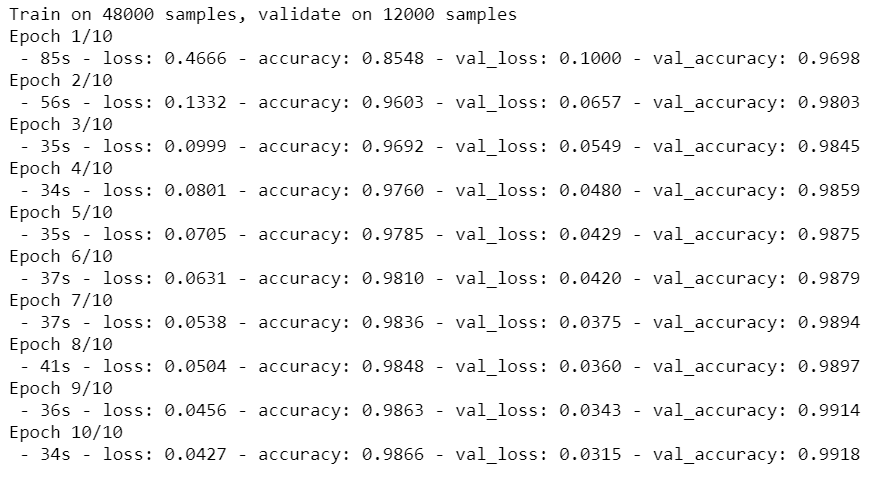 Train on 48000 samples, validate on 12000 samples
Epoch 1/10
 - 85s - loss: 0.4666 - accuracy: 0.8548 - val_loss: 0.1000 - val_accuracy: 0.9698
Epoch 2/10
 - 56s - loss: 0.1332 - accuracy: 0.9603 - val_loss: 0.0657 - val_accuracy: 0.9803
Epoch 3/10
 - 35s - loss: 0.0999 - accuracy: 0.9692 - val_loss: 0.0549 - val_accuracy: 0.9845
Epoch 4/10
 - 34s - loss: 0.0801 - accuracy: 0.9760 - val_loss: 0.0480 - val_accuracy: 0.9859
Epoch 5/10
 - 35s - loss: 0.0705 - accuracy: 0.9785 - val_loss: 0.0429 - val_accuracy: 0.9875
Epoch 6/10
 - 37s - loss: 0.0631 - accuracy: 0.9810 - val_loss: 0.0420 - val_accuracy: 0.9879
Epoch 7/10
 - 37s - loss: 0.0538 - accuracy: 0.9836 - val_loss: 0.0375 - val_accuracy: 0.9894
Epoch 8/10
 - 41s - loss: 0.0504 - accuracy: 0.9848 - val_loss: 0.0360 - val_accuracy: 0.9897
Epoch 9/10
 - 36s - loss: 0.0456 - accuracy: 0.9863 - val_loss: 0.0343 - val_accuracy: 0.9914
Epoch 10/10
 - 34s - loss: 0.0427 - accuracy: 0.9866 - val_loss: 0.0315 - val_accuracy: 0.9918